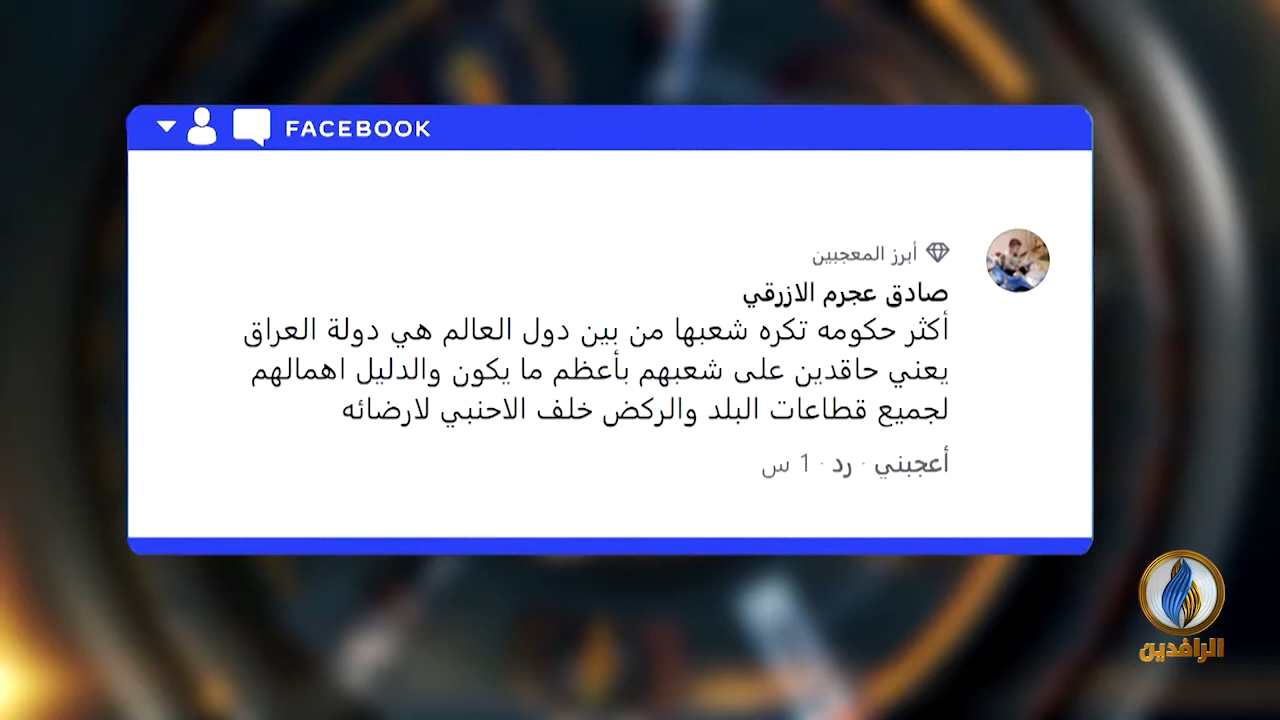 FACEBOOK
أبرز المعجبين
صادق عجرم الازرقي
أكثر حكومه تكره شعبها من بين دول العالم هي دولة العراق
يعني حاقدين على شعبهم بأعظم ما يكون والدليل اهمالهم
لجميع قطاعات البلد والركض خلف الاحنبي لارضائه
أعجبني · رد · 1 س
الرافدين